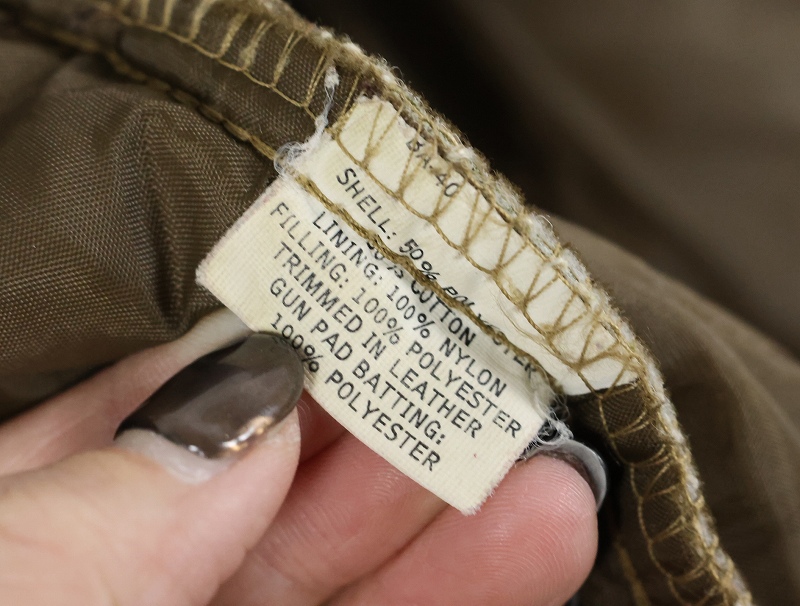 40
SHELL: 50% POLYESTER
50% COTTON
LINING: 100% NYLON
FILLING: 100% POLYESTER
TRIMMED IN LEATHER
GUN PAD BATTING:
100% POLYESTER